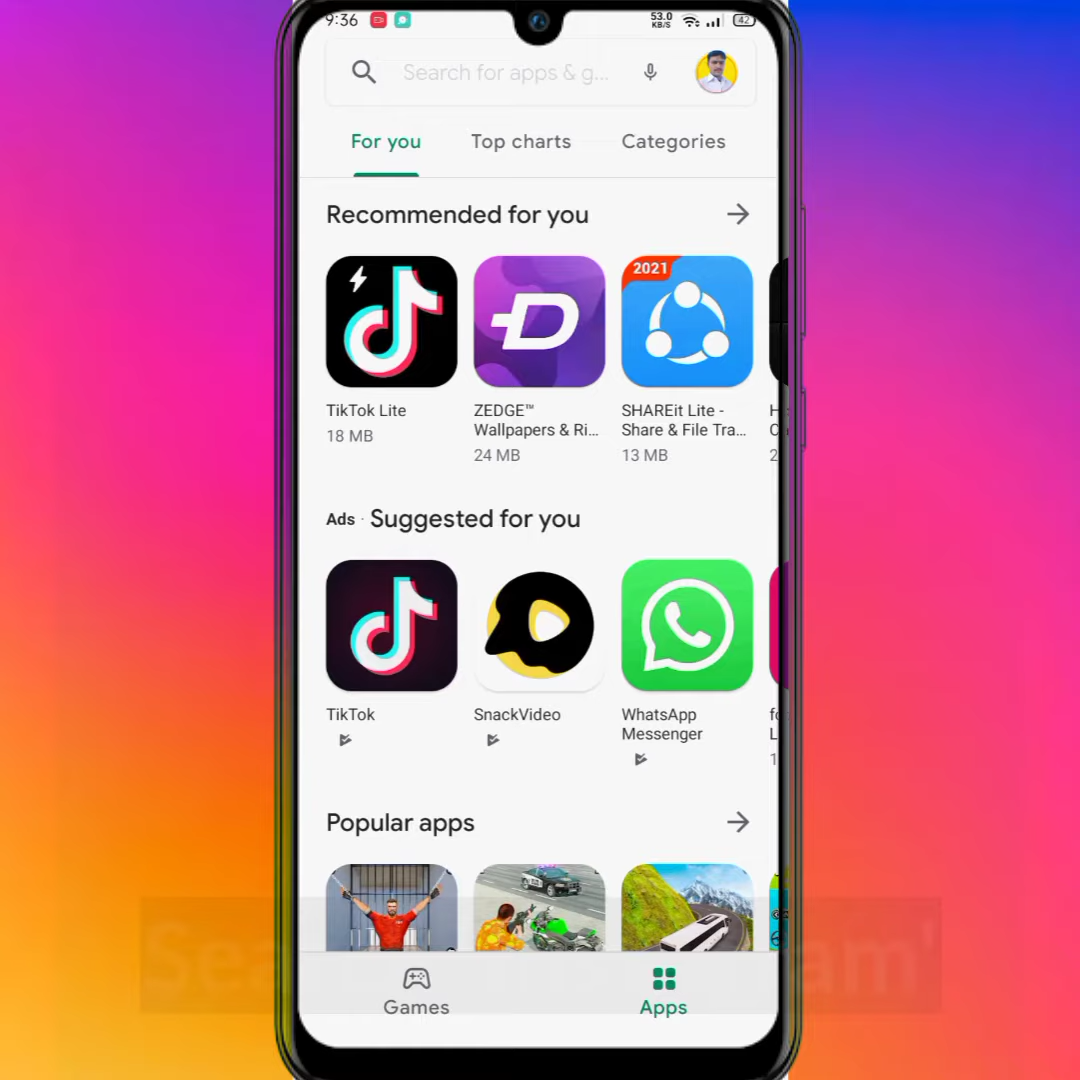 9:36
53.0
KB/S
42
Search for apps & g...
For you
Top charts
Categories
Recommended for you
2021
TikTok Lite
18 MB
ZEDGE™
Wallpapers & Ri...
24 MB
SHAREit Lite -
Share & File Tra...
13 MB
Ads · Suggested for you
TikTok
SnackVideo
WhatsApp
Messenger
Popular apps
Games
Apps